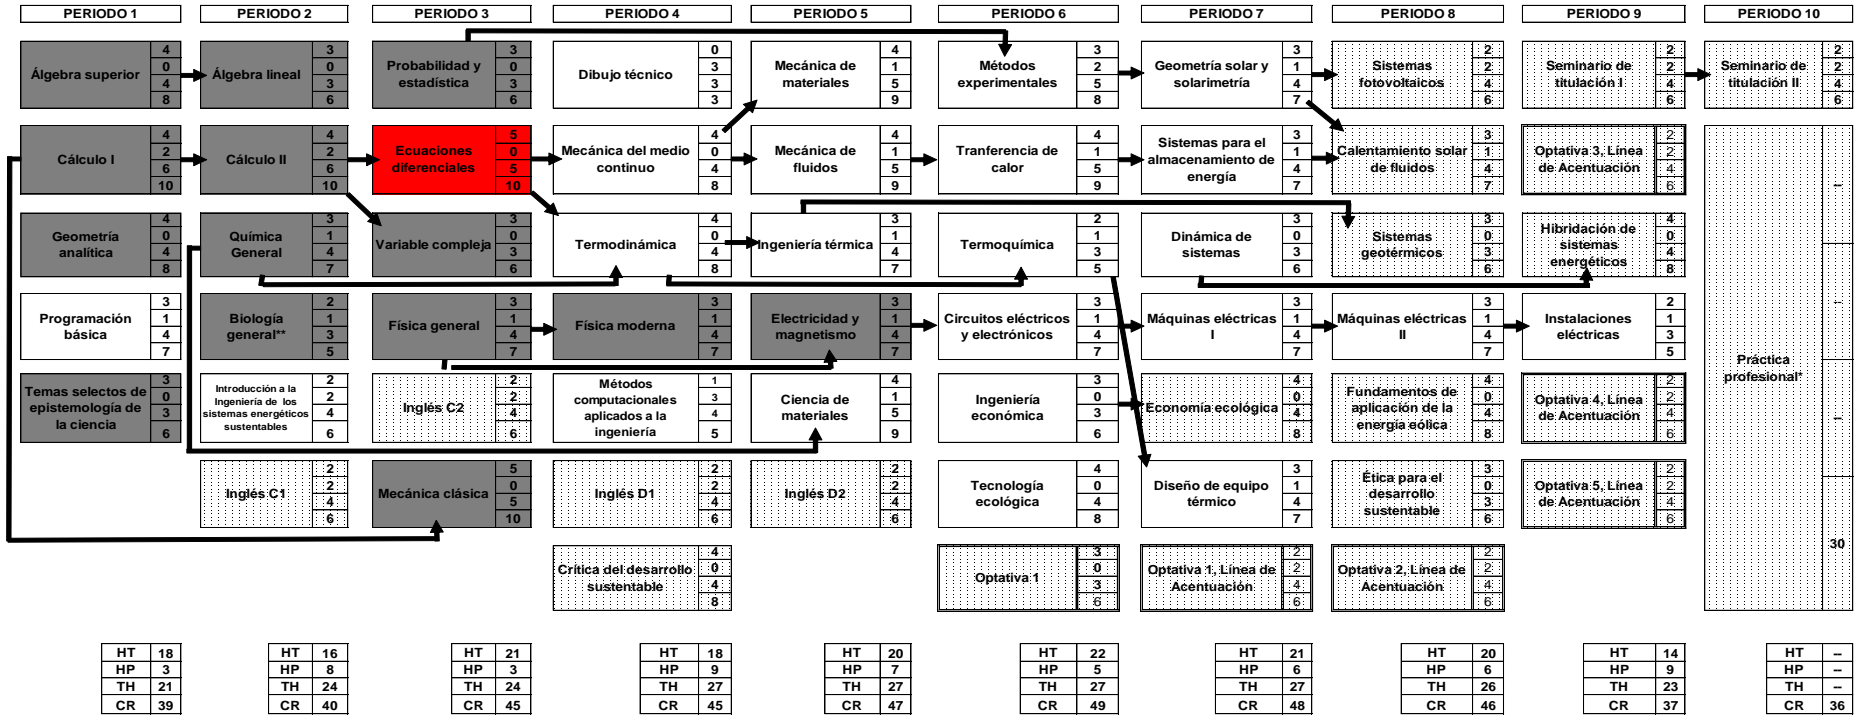 PERIODO 1
PERIODO 2
PERIODO 3
PERIODO 4
PERIODO 5
PERIODO 6
PERIODO 7
PERIODO 8
PERIODO 9
PERIODO 10
Álgebra superior
4
0
4
8
Álgebra lineal
3
0
3
6
Probabilidad y
estadística
3
0
3
6
Dibujo técnico
0
3
3
3
Mecánica de
materiales
4
1
5
9
Métodos
experimentales
3
2
5
8
Geometría solar y
solarimetría
3
1
4
7
Sistemas
fotovoltaicos
2
2
4
6
Seminario de
titulación I
2
2
4
6
Seminario de
titulación II
2
2
4
6
Cálculo I
4
2
6
10
Cálculo II
4
2
6
10
Ecuaciones
diferenciales
5
0
5
10
Mecánica del medio
continuo
4
0
4
8
Mecánica de
fluidos
4
1
5
9
Tranferencia de
calor
4
1
5
9
Sistemas para el
almacenamiento de
energía
3
1
4
7
Calentamiento solar
de fluidos
3
1
4
7
Optativa 3, Línea
de Acentuación
2
2
4
6
Geometría
analítica
4
0
4
8
Química
General
3
1
4
7
Variable compleja
3
0
3
6
Termodinámica
4
0
4
8
Ingeniería térmica
3
1
4
7
Termoquímica
2
1
3
5
Dinámica de
sistemas
3
0
3
6
Sistemas
geotérmicos
3
0
3
6
Hibridación de
sistemas
energéticos
4
0
4
8
Programación
básica
3
1
4
7
Biología
general**
2
1
3
5
Física general
3
1
4
7
Física moderna
3
1
4
7
Electricidad y
magnetismo
3
1
4
7
Circuitos eléctricos
y electrónicos
3
1
4
7
Máquinas eléctricas
I
3
1
4
7
Máquinas eléctricas
II
3
1
4
7
Instalaciones
eléctricas
2
1
3
5
Temas selectos de
epistemología de
la ciencia
3
0
3
6
Introducción a la
Ingeniería de los
sistemas energéticos
sustentables
2
2
4
6
Inglés C2
2
2
4
6
Métodos
computacionales
aplicados a la
ingeniería
1
3
4
5
Ciencia de
materiales
4
1
5
9
Ingeniería
económica
3
0
3
6
Economía ecológica
4
0
4
8
Fundamentos de
aplicación de la
energía eólica
4
0
4
8
Optativa 4, Línea
de Acentuación
2
2
4
6
Inglés C1
2
2
4
6
Mecánica clásica
5
0
5
10
Inglés D1
2
2
4
6
Inglés D2
2
2
4
6
Tecnología
ecológica
4
0
4
8
Diseño de equipo
térmico
3
1
4
7
Ética para el
desarrollo
sustentable
3
0
3
6
Optativa 5, Línea
de Acentuación
2
2
4
6
Crítica del desarrollo
sustentable
4
0
4
8
Optativa 1
3
0
3
6
Optativa 1, Línea de
Acentuación
2
2
4
6
Optativa 2, Línea de
Acentuación
2
2
4
6
Práctica
profesional*
--
--
--
30
HT 18
HP 3
TH 21
CR 39
HT 16
HP 8
TH 24
CR 40
HT 21
HP 3
TH 24
CR 45
HT 18
HP 9
TH 27
CR 45
HT 20
HP 7
TH 27
CR 47
HT 22
HP 5
TH 27
CR 49
HT 21
HP 6
TH 27
CR 48
HT 20
HP 6
TH 26
CR 46
HT 14
HP 9
TH 23
CR 37
HT --
HP --
TH --
CR 36